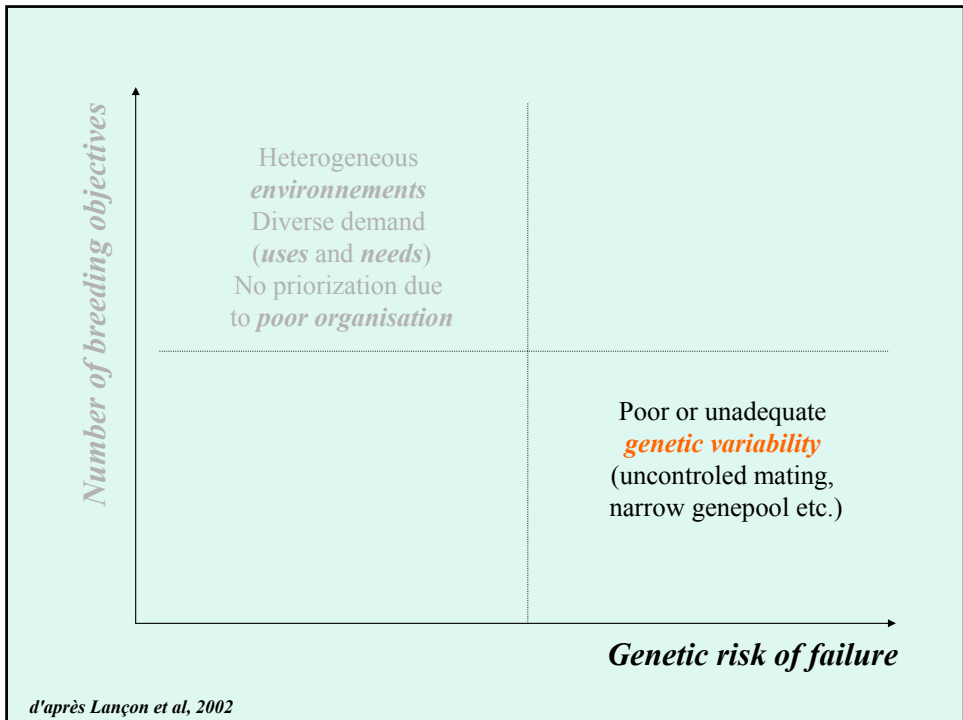 Number of breeding objectives
Heterogeneous
environnements
Diverse demand
(uses and needs)
No priorization due
to poor organisation
Poor or unadequate
genetic variability
(uncontroled mating,
narrow genepool etc.)
Genetic risk of failure
d'après Lançon et al, 2002